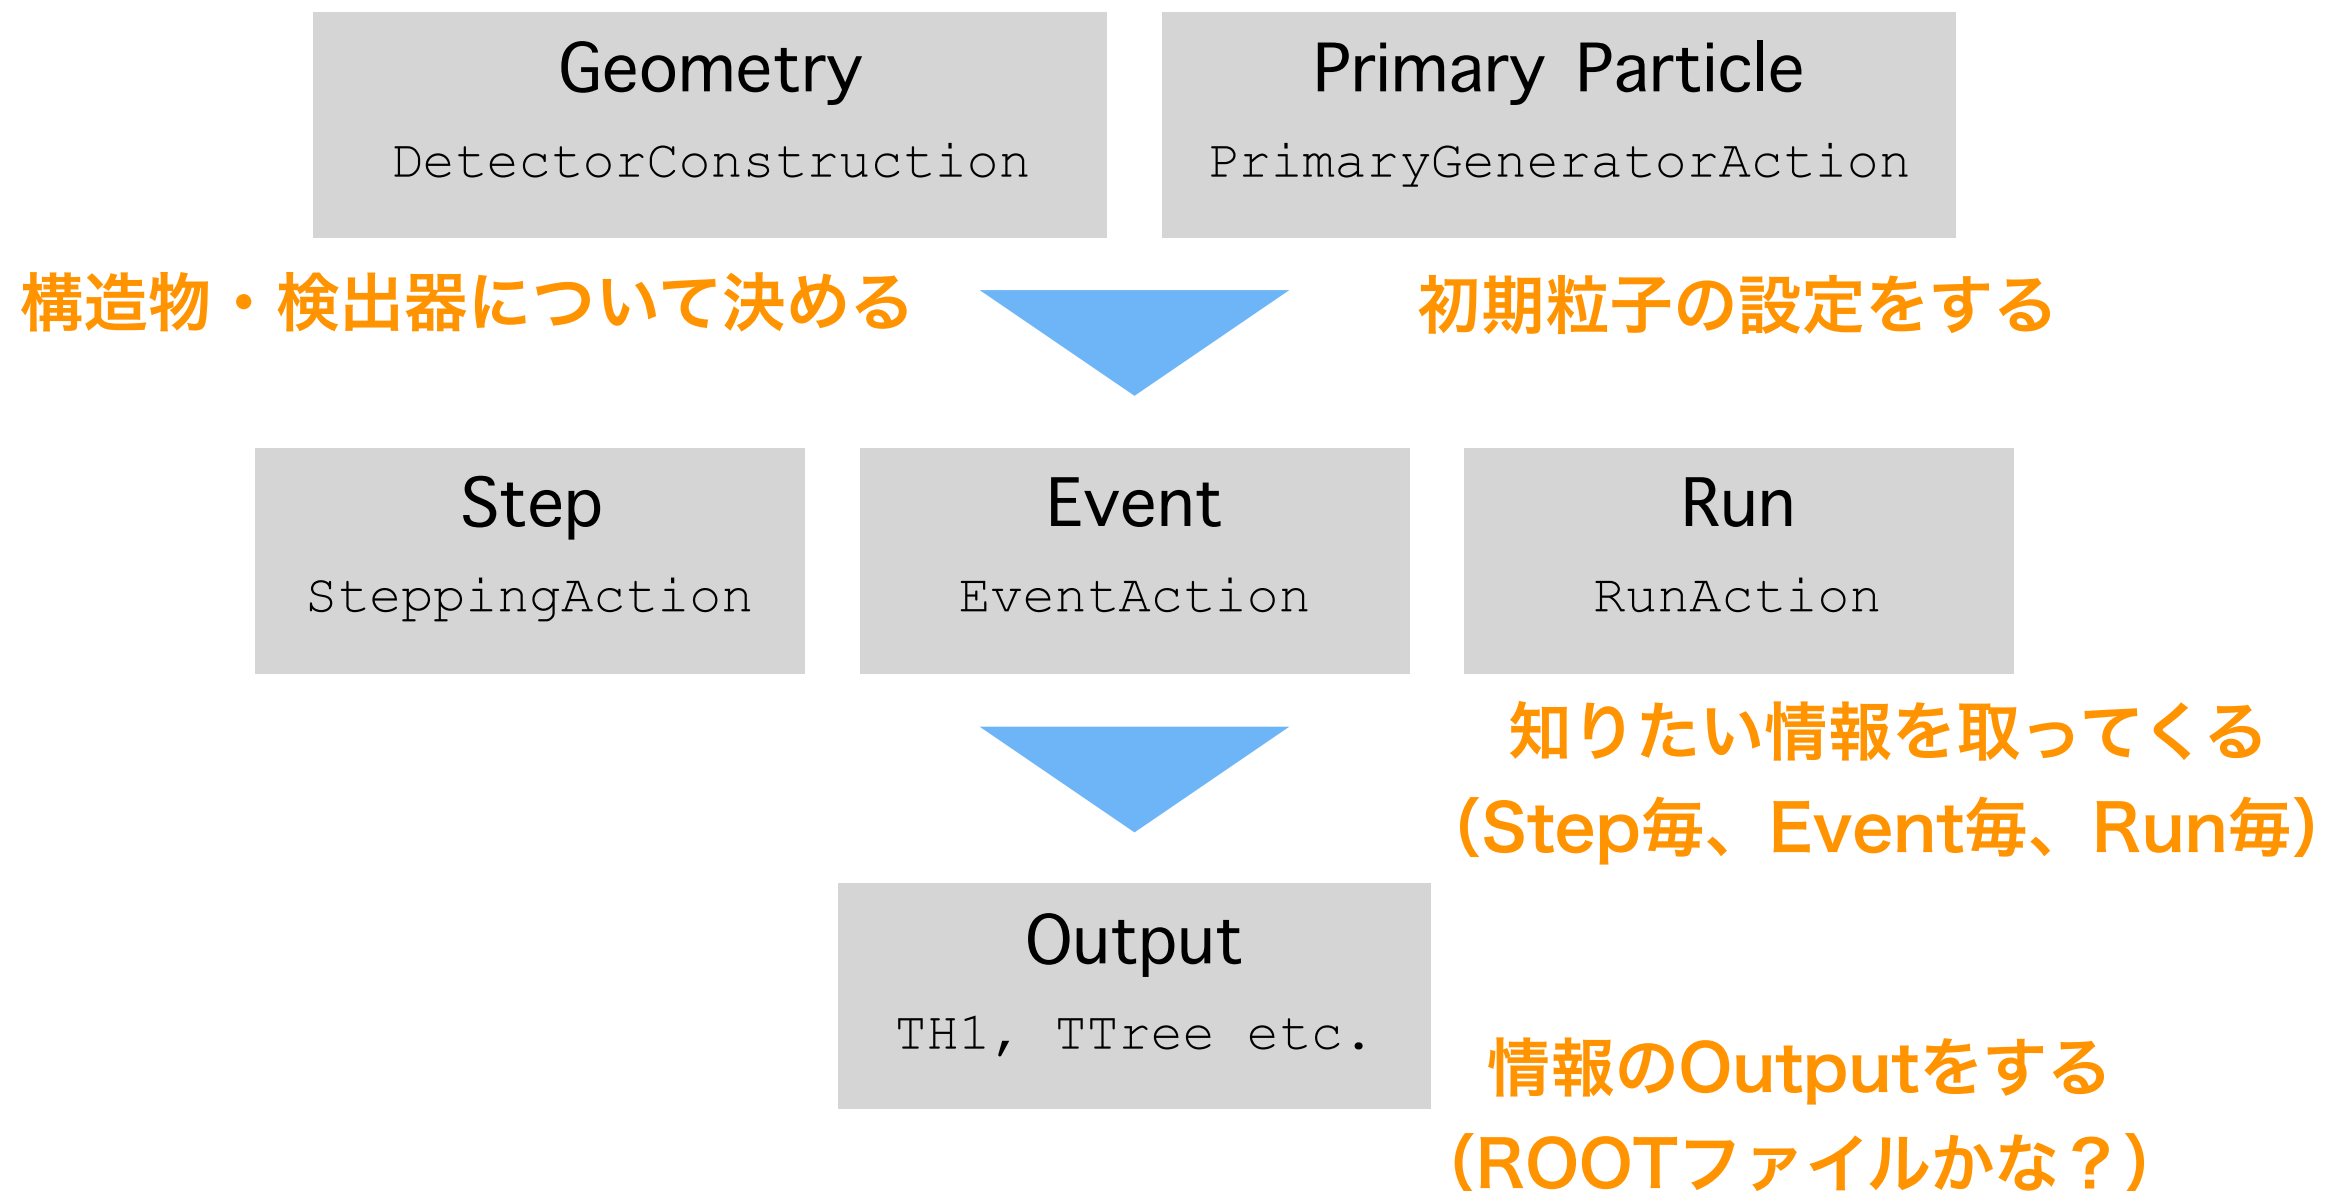 Geometry
DetectorConstruction
Primary Particle
PrimaryGeneratorAction
構造物・検出器について決める
初期粒子の設定をする
Step
SteppingAction
Event
EventAction
Run
RunAction
知りたい情報を取ってくる
（Step毎、Event毎、Run毎）
Output
TH1, TTree etc.
情報のOutputをする
（ROOTファイルかな？）